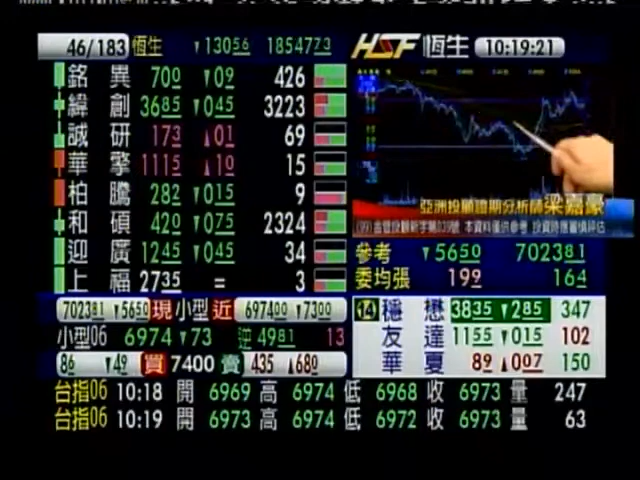 46/183 恆生 ▼13056 1854773
HSF 恆生 10:19:21
銘異 700 ▼09 426
緯創 3685 ▼045 3223
誠研 173 ▲01 69
華擎 1115 ▲10 15
柏騰 282 ▼015 9
和碩 420 ▼075 2324
迎廣 1245 ▼045 34
上福 2735 = 3
亞洲投顧證期分析師梁嘉豪
參考 ▼5650 702381
委均張 199 164
702381 ▼5650 現 小型 近 697400 ▼7300
小型06 6974 ▼73 逆4981 13
86 ▼49 買 7400 賣 435 ▲680
14 穩懋 3835 ▼285 347
友達 1155 ▼015 102
華夏 89 ▲007 150
台指06 10:18 開 6969 高 6974 低 6968 收 6973 量 247
台指06 10:19 開 6973 高 6974 低 6972 收 6973 量 63